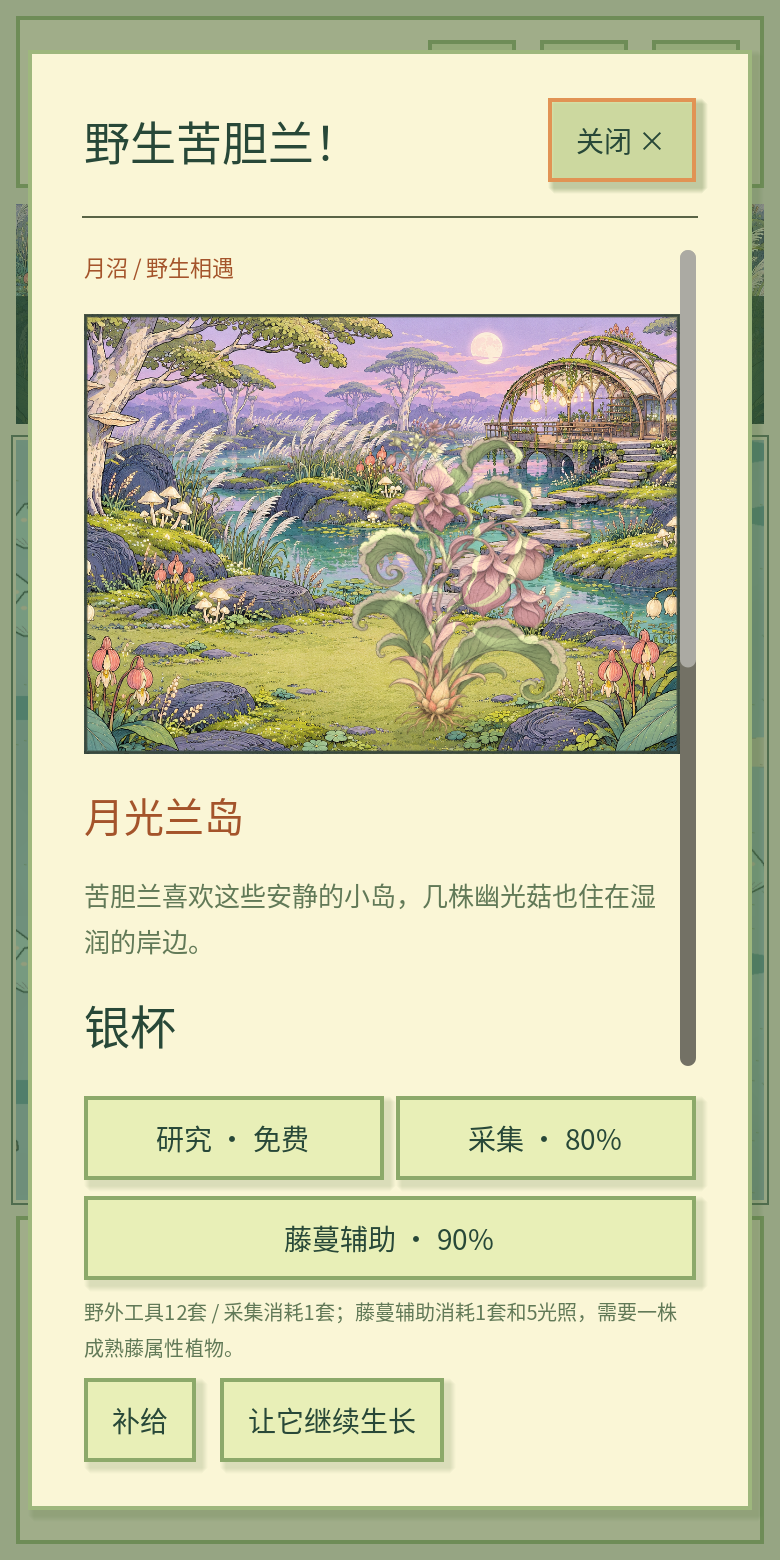 野生苦胆兰！
关闭 ×
月沼 / 野生相遇
月光兰岛
苦胆兰喜欢这些安静的小岛，几株幽光菇也住在湿
润的岸边。
银杯
研究 · 免费
采集 · 80%
藤蔓辅助 · 90%
野外工具12套 / 采集消耗1套；藤蔓辅助消耗1套和5光照，需要一株
成熟藤属性植物。
补给
让它继续生长